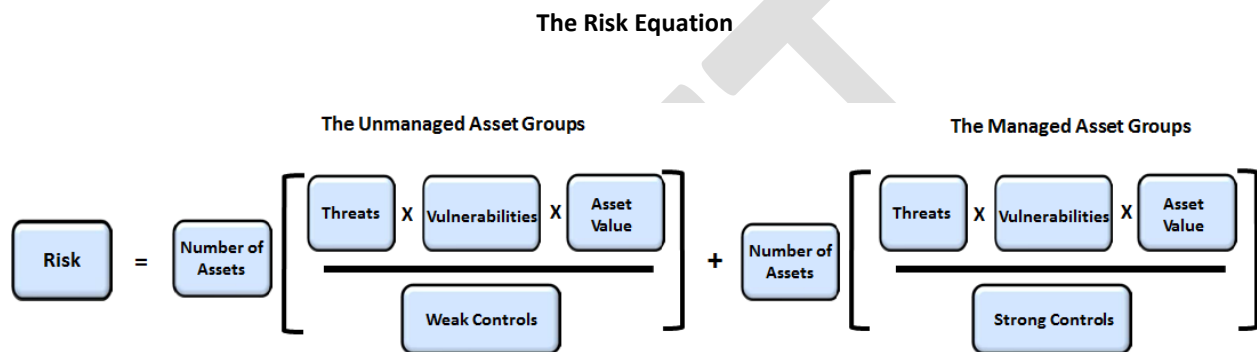 The Risk Equation
The Unmanaged Asset Groups
The Managed Asset Groups
Risk
=
Number of
Assets
[
Threats X Vulnerabilities X Asset
Value
Weak Controls
]
+
Number of
Assets
[
Threats X Vulnerabilities X Asset
Value
Strong Controls
]